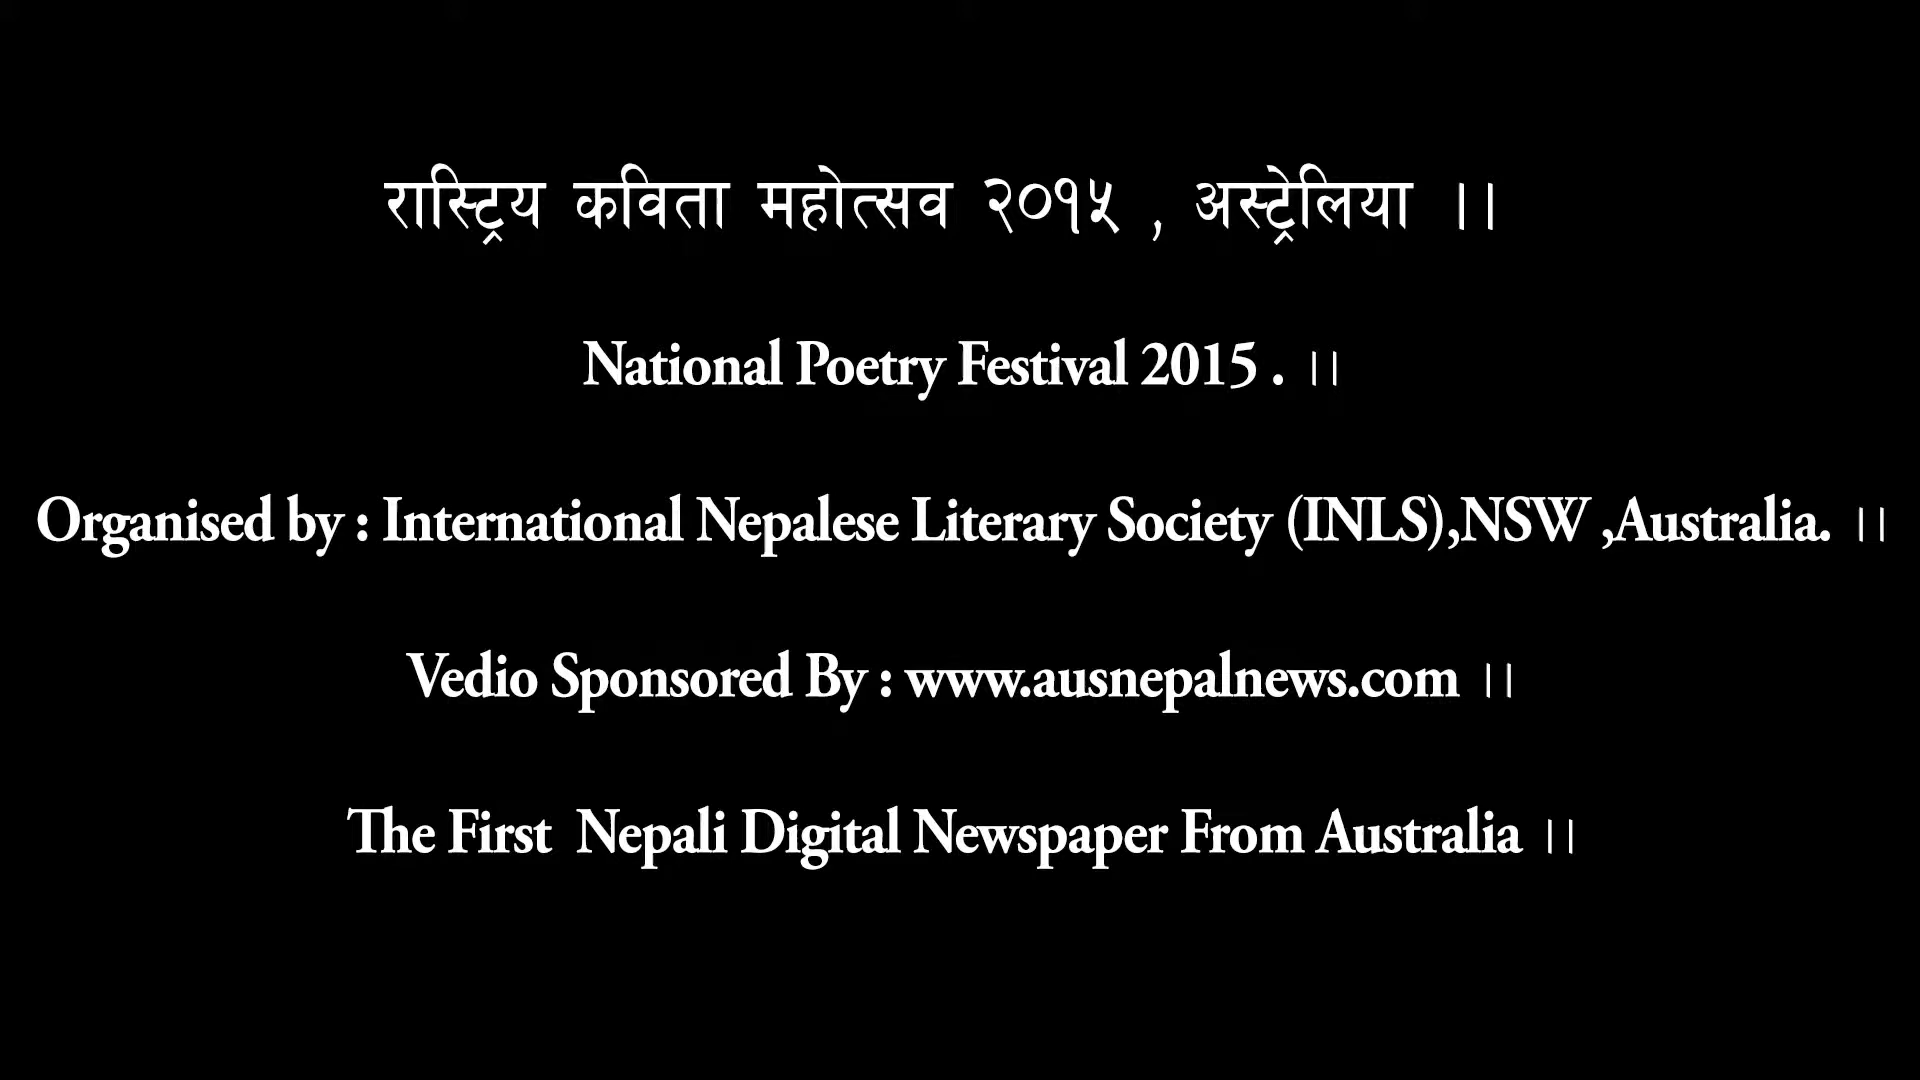 रास्ट्रिय कविता महोत्सव २०१५ , अस्ट्रेलिया ।।
National Poetry Festival 2015 . ।।
Organised by : International Nepalese Literary Society (INLS),NSW ,Australia. ।।
Vedio Sponsored By : www.ausnepalnews.com ।।
The First  Nepali Digital Newspaper From Australia ।।